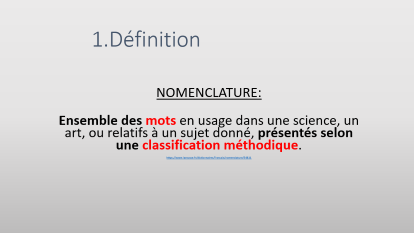 1.Définition
NOMENCLATURE:
Ensemble des mots en usage dans une science, un
art, ou relatifs à un sujet donné, présentés selon
une classification méthodique.